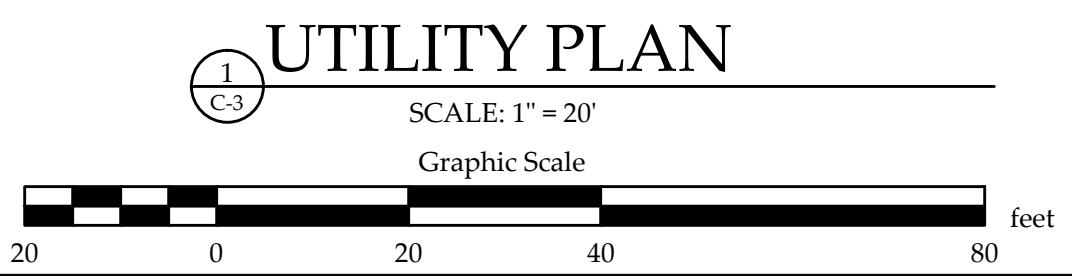 UTILITY PLAN
1
C-3
SCALE: 1" = 20'
Graphic Scale
feet
20 0 20 40 80